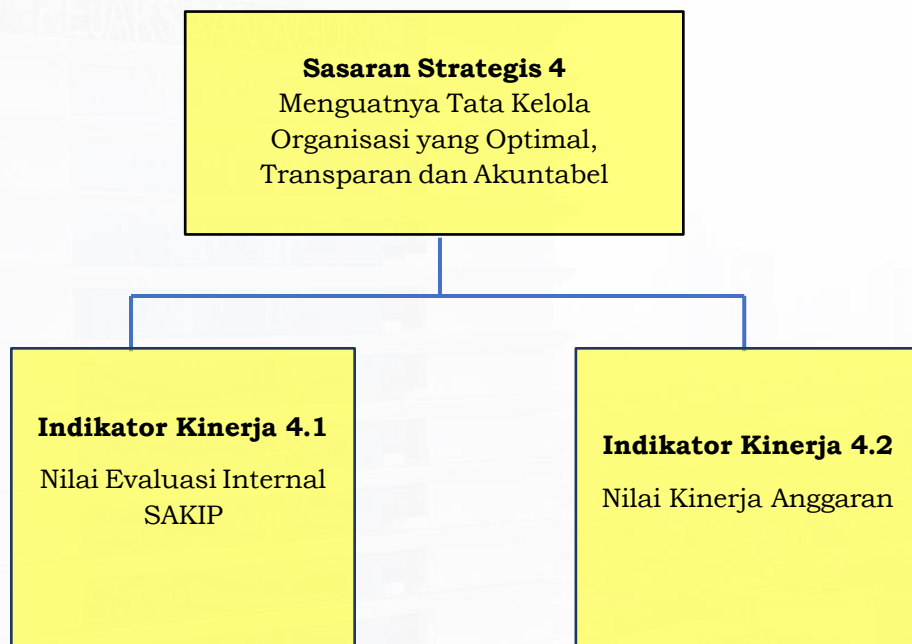 Sasaran Strategis 4
Menguatnya Tata Kelola
Organisasi yang Optimal,
Transparan dan Akuntabel
Indikator Kinerja 4.1
Nilai Evaluasi Internal
SAKIP
Indikator Kinerja 4.2
Nilai Kinerja Anggaran